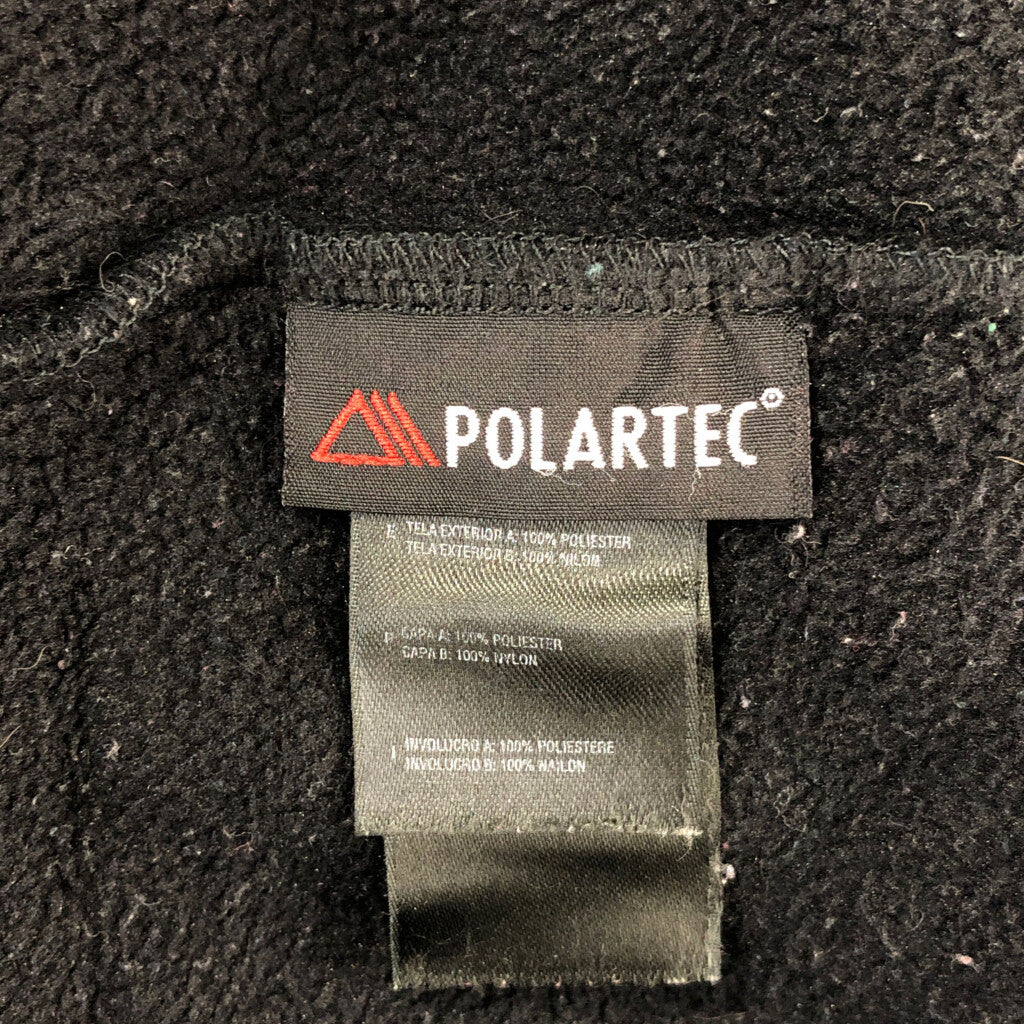 POLARTEC®
E TELA EXTERIOR A: 100% POLIESTER
TELA EXTERIOR B: 100% NILON
P CAPA A: 100% POLIESTER
CAPA B: 100% NYLON
I INVOLUCRO A: 100% POLIESTERE
INVOLUCRO B: 100% NAILON